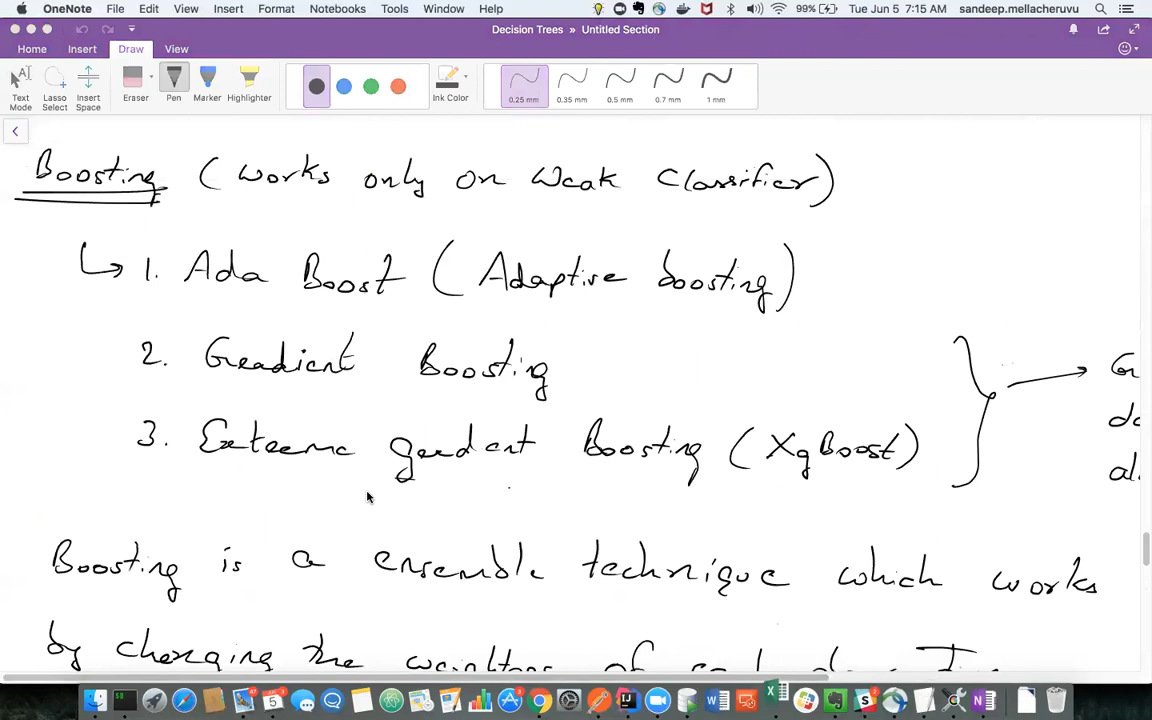 OneNote File Edit View Insert Format Notebooks Tools Window Help 99% Tue Jun 5 7:15 AM sandeep.mellacheruvu
Decision Trees » Untitled Section
Home Insert Draw View
Text Mode Lasso Select Insert Space Eraser Pen Marker Highlighter Ink Color 0.25 mm 0.35 mm 0.5 mm 0.7 mm 1 mm
Boosting (Works only on Weak Classifier)
1. Ada Boost (Adaptive boosting)
2. Gradient Boosting
3. Extreme gradient Boosting (XgBoost)
Boosting is a ensemble technique which works
by changing the weights of